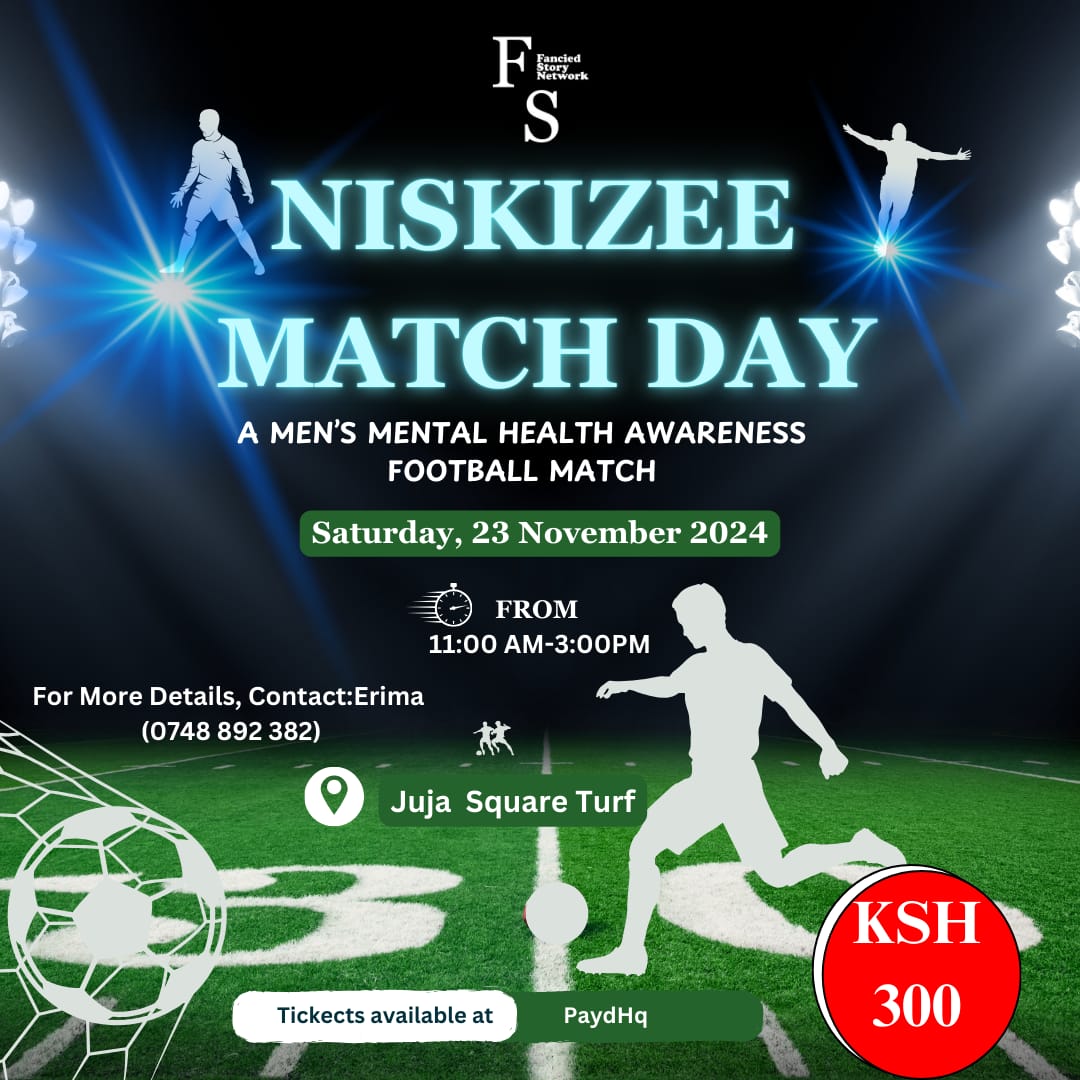 F
Fancied
Story
Network
S
NISKIZEE
MATCH DAY
A MEN'S MENTAL HEALTH AWARENESS
FOOTBALL MATCH
Saturday, 23 November 2024
FROM
11:00 AM-3:00PM
For More Details, Contact:Erima
(0748 892 382)
Juja Square Turf
KSH
300
Tickects available at PaydHq